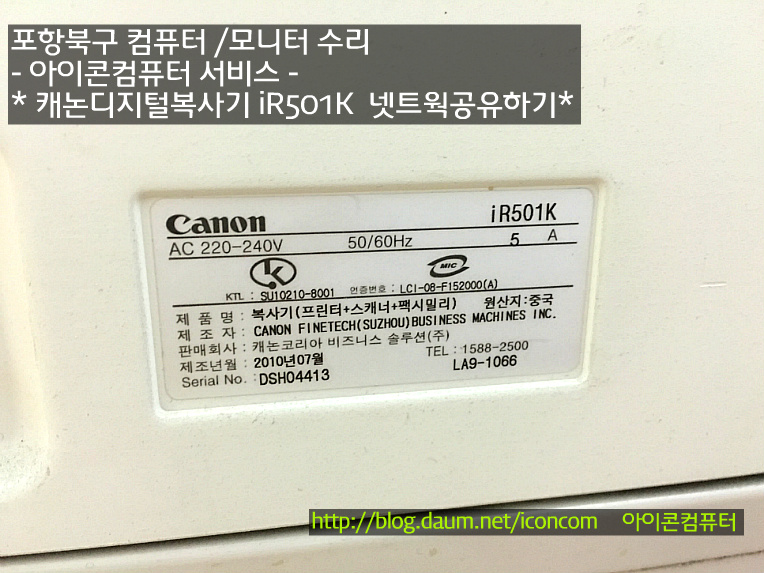 포항북구 컴퓨터 /모니터 수리
- 아이콘컴퓨터 서비스 -
* 캐논디지털복사기 iR501K 넷트웍공유하기*
Canon iR501K
AC 220-240V 50/60Hz 5 A
MIC
KTL : SU10210-8001 인증번호 : LCI-08-F152000(A)
제 품 명 : 복사기(프린터+스캐너+팩시밀리) 원산지:중국
제 조 자 : CANON FINETECH(SUZHOU)BUSINESS MACHINES INC.
판매회사 : 캐논코리아 비즈니스 솔루션(주)
제조년월 : 2010년07월 TEL : 1588-2500
Serial No. : DSH04413 LA9-1066
http://blog.daum.net/iconcom 아이콘컴퓨터